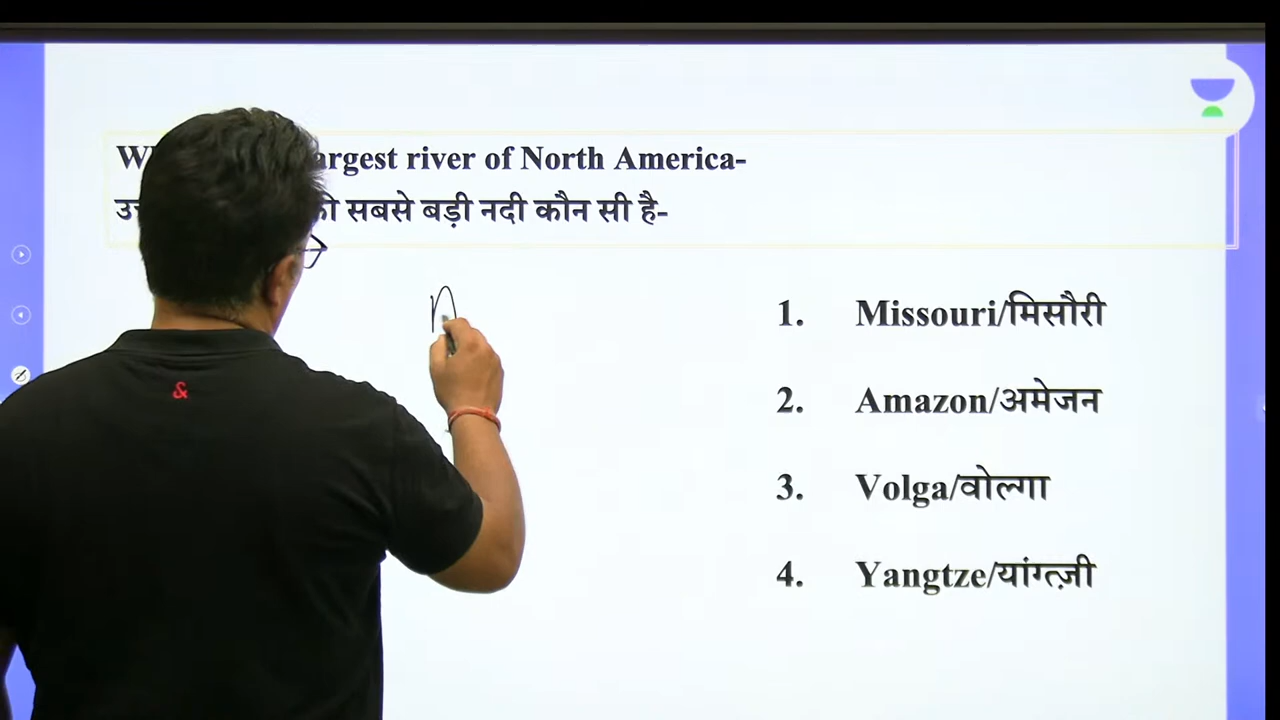 argest river of North America-
सबसे बड़ी नदी कौन सी है-
1. Missouri/मिसौरी
2. Amazon/अमेजन
3. Volga/वोल्गा
4. Yangtze/यांग्त्ज़ी
&